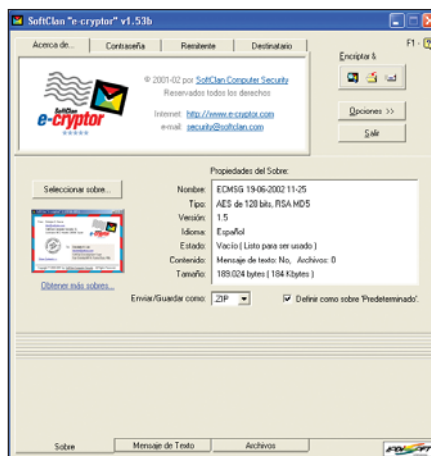 SoftClan "e-cryptor" v1.53b
Acerca de...
Contraseña
Remitente
Destinatario
F1 - ?
SoftClan
e-cryptor
© 2001-02 por SoftClan Computer Security
Reservados todos los derechos
Internet: http://www.e-cryptor.com
e-mail: security@softclan.com
Encriptar &
Opciones >>
Salir
Propiedades del Sobre:
Seleccionar sobre...
Nombre: ECMSG 19-06-2002 11-25
Tipo: AES de 128 bits, RSA MD5
Versión: 1.5
Idioma: Español
Estado: Vacío ( Listo para ser usado )
Contenido: Mensaje de texto: No, Archivos: 0
Tamaño: 189.024 bytes ( 184 Kbytes )
Obtener más sobres...
Enviar/Guardar como: .ZIP
Definir como sobre 'Predeterminado'.
Sobre
Mensaje de Texto
Archivos